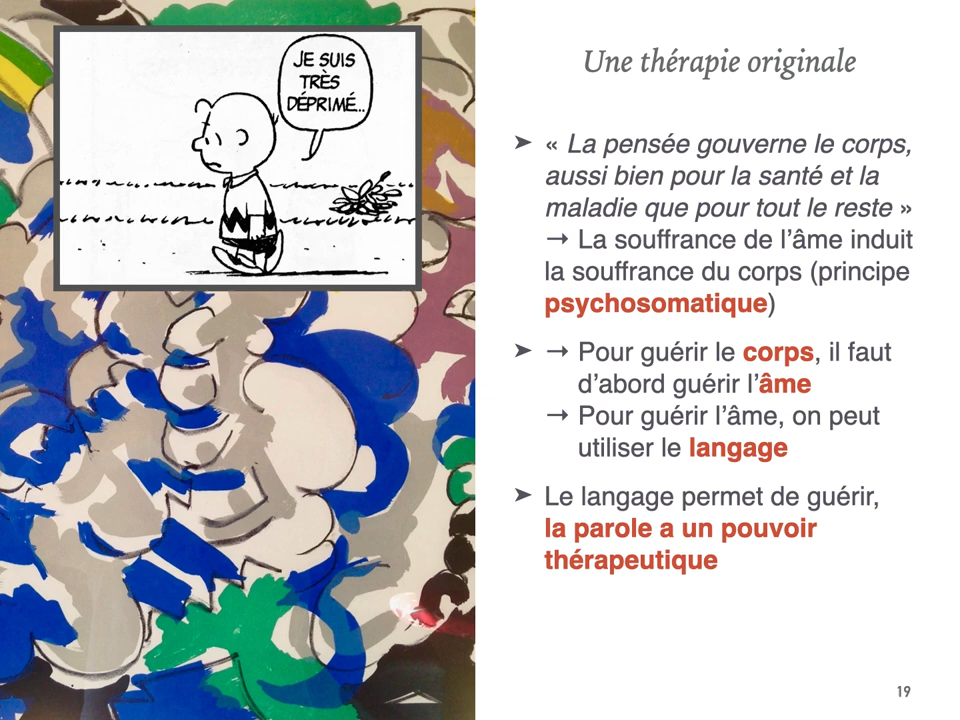 JE SUIS
TRÈS
DÉPRIMÉ..
Une thérapie originale
➤ « La pensée gouverne le corps,
aussi bien pour la santé et la
maladie que pour tout le reste »
→ La souffrance de l’âme induit
la souffrance du corps (principe
psychosomatique)
➤ → Pour guérir le corps, il faut
d’abord guérir l’âme
→ Pour guérir l’âme, on peut
utiliser le langage
➤ Le langage permet de guérir,
la parole a un pouvoir
thérapeutique
19